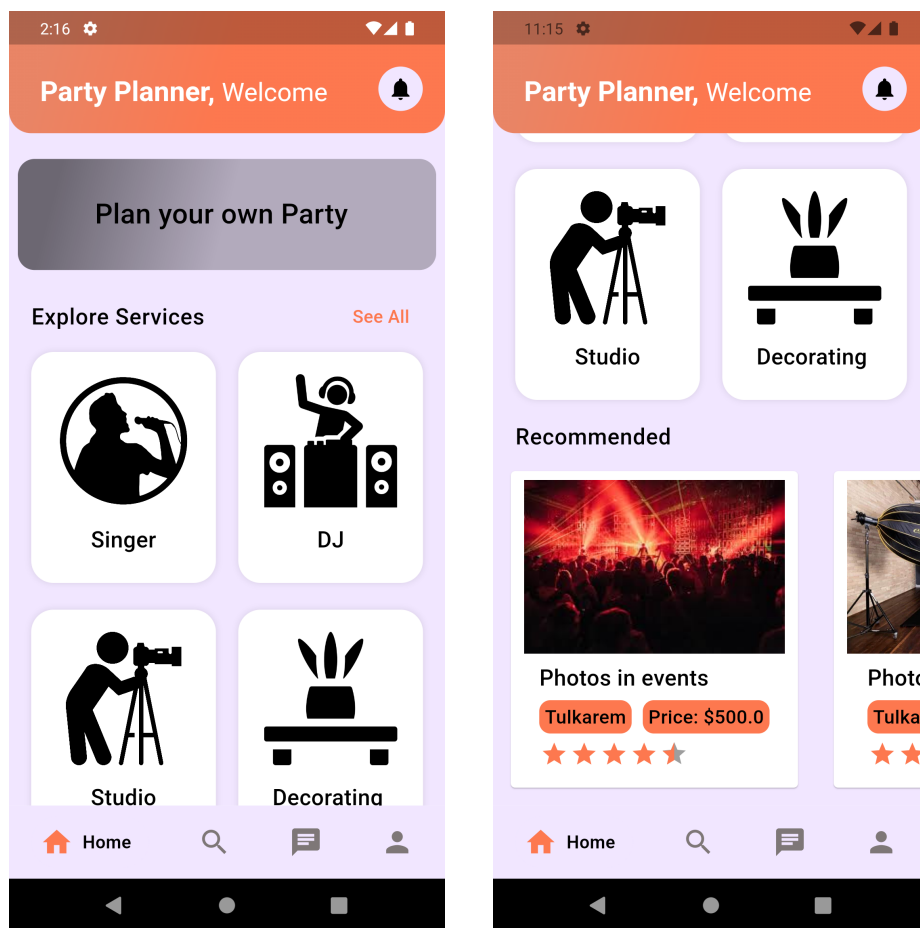 2:16
Party Planner, Welcome
Plan your own Party
Explore Services
See All
Singer
DJ
Studio
Decorating
Home
11:15
Party Planner, Welcome
Studio
Decorating
Recommended
Photos in events
Tulkarem
Price: $500.0
Home